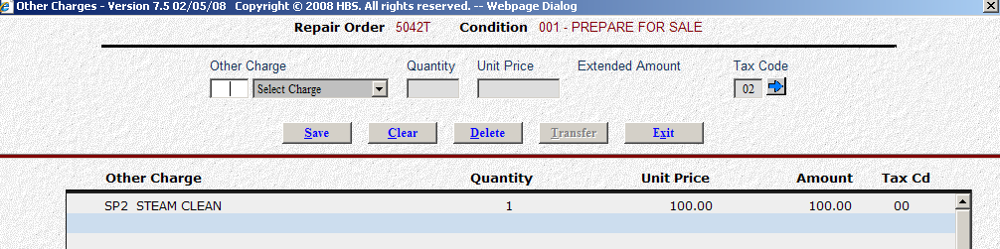 Other Charges - Version 7.5 02/05/08 Copyright © 2008 HBS. All rights reserved. -- Webpage Dialog
Repair Order 5042T Condition 001 - PREPARE FOR SALE
Other Charge Quantity Unit Price Extended Amount Tax Code
Select Charge 02
Save Clear Delete Transfer Exit
Other Charge Quantity Unit Price Amount Tax Cd
SP2 STEAM CLEAN 1 100.00 100.00 00